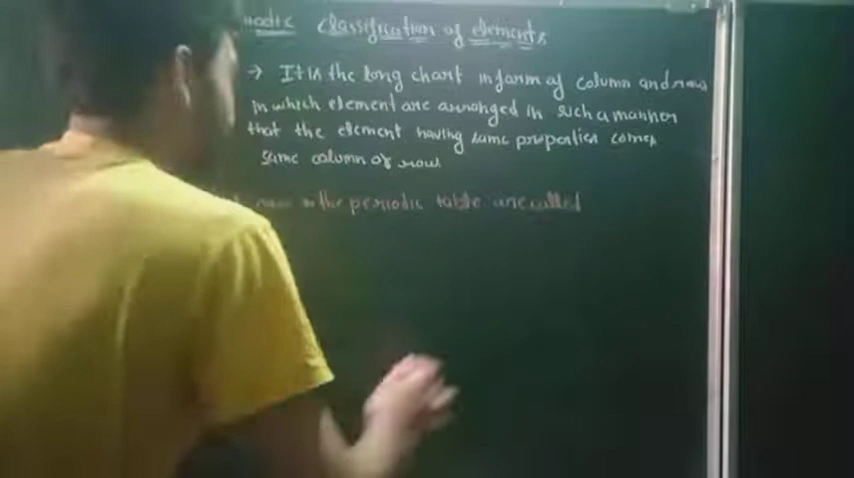 Classification of elements
→ It is the long chart in form of column and rows
in which element are arranged in such a manner
that the element having same properties comes
same column or row
the periodic table are called